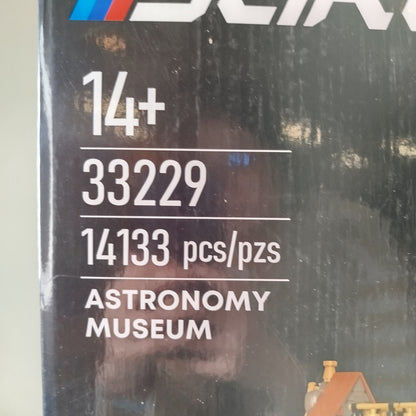 14+
33229
14133 pcs/pzs
ASTRONOMY
MUSEUM